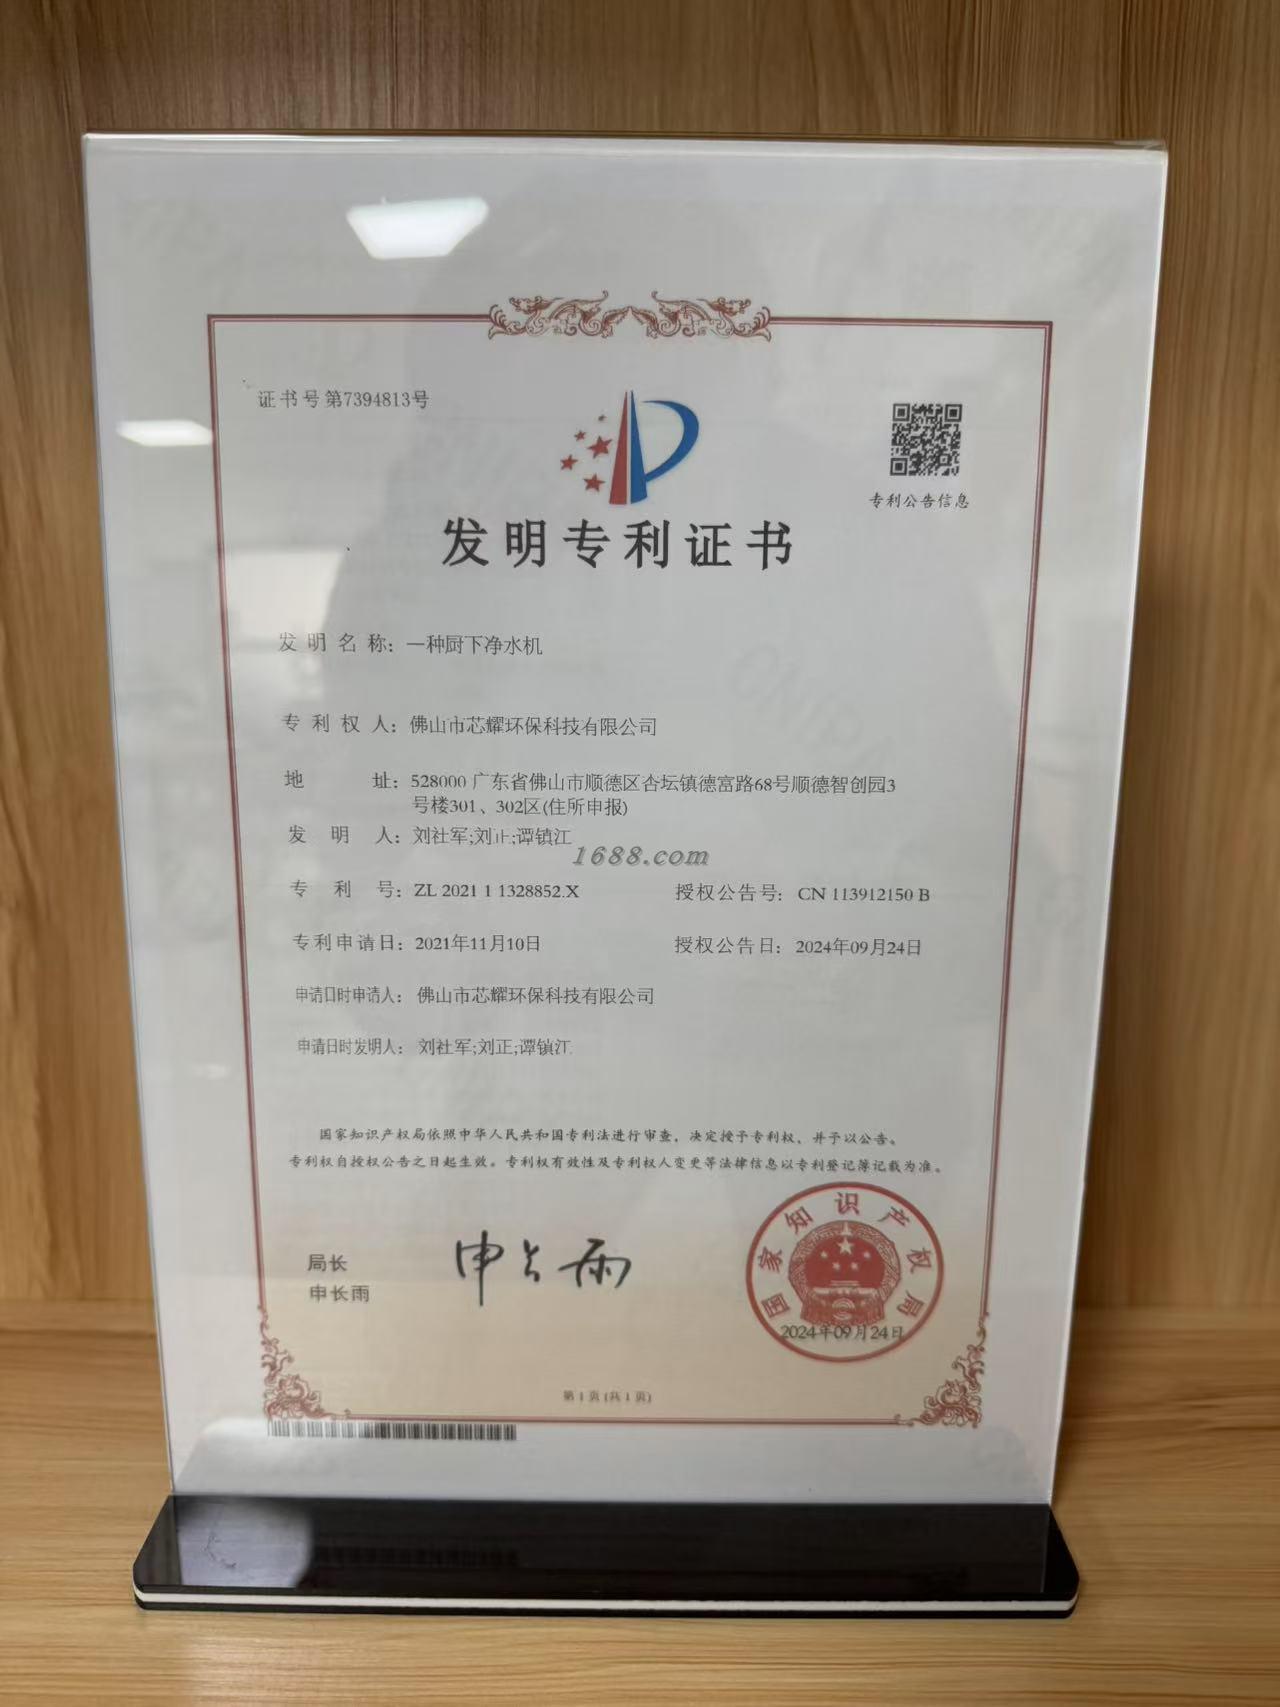 证书号第7394813号
专利公告信息
发明专利证书
发明名称：一种厨下净水机
专利权人：佛山市芯耀环保科技有限公司
地址：528000 广东省佛山市顺德区杏坛镇德富路68号顺德智创园3
号楼301、302区(住所申报)
发明人：刘社军;刘正;谭镇江
1688.com
专利号：ZL 2021 1 1328852.X 授权公告号：CN 113912150 B
专利申请日：2021年11月10日 授权公告日：2024年09月24日
申请日时申请人：佛山市芯耀环保科技有限公司
申请日时发明人：刘社军;刘正;谭镇江
国家知识产权局依照中华人民共和国专利法进行审查，决定授予专利权，并予以公告。
专利权自授权公告之日起生效。专利权有效性及专利权人变更等法律信息以专利登记簿记载为准。
局长
申长雨
申长雨
国家知识产权局
2024年09月24日
第1页(共1页)